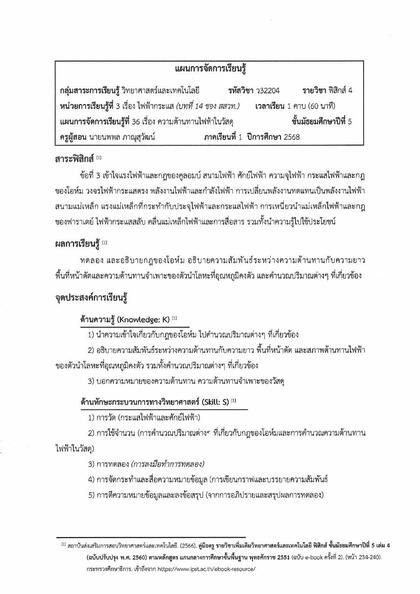 แผนการจัดการเรียนรู้
กลุ่มสาระการเรียนรู้ วิทยาศาสตร์และเทคโนโลยี รหัสวิชา ว32204 รายวิชา ฟิสิกส์ 4
หน่วยการเรียนรู้ที่ 3 เรื่อง ไฟฟ้ากระแส (บทที่ 14 ของ สสวท.) เวลาเรียน 1 คาบ (60 นาที)
แผนการจัดการเรียนรู้ที่ 36 เรื่อง ความต้านทานไฟฟ้าในวัสดุ ชั้นมัธยมศึกษาปีที่ 5
ครูผู้สอน นายนพพล ภาณุสุวัฒน์ ภาคเรียนที่ 1 ปีการศึกษา 2568
สาระฟิสิกส์ [1]
ข้อที่ 3 เข้าใจแรงไฟฟ้าและกฎของคูลอมบ์ สนามไฟฟ้า ศักย์ไฟฟ้า ความจุไฟฟ้า กระแสไฟฟ้าและกฎ
ของโอห์ม วงจรไฟฟ้ากระแสตรง พลังงานไฟฟ้าและกำลังไฟฟ้า การเปลี่ยนพลังงานทดแทนเป็นพลังงานไฟฟ้า
สนามแม่เหล็ก แรงแม่เหล็กที่กระทำกับประจุไฟฟ้าและกระแสไฟฟ้า การเหนี่ยวนำแม่เหล็กไฟฟ้าและกฎ
ของฟาราเดย์ ไฟฟ้ากระแสสลับ คลื่นแม่เหล็กไฟฟ้าและการสื่อสาร รวมทั้งนำความรู้ไปใช้ประโยชน์
ผลการเรียนรู้ [1]
ทดลอง และอธิบายกฎของโอห์ม อธิบายความสัมพันธ์ระหว่างความต้านทานกับความยาว
พื้นที่หน้าตัดและความต้านทานจำเพาะของตัวนำโลหะที่อุณหภูมิคงตัว และคำนวณปริมาณต่างๆ ที่เกี่ยวข้อง
จุดประสงค์การเรียนรู้
ด้านความรู้ (Knowledge: K) [1]
1) นำความเข้าใจเกี่ยวกับกฎของโอห์ม ไปคำนวณปริมาณต่างๆ ที่เกี่ยวข้อง
2) อธิบายความสัมพันธ์ระหว่างความต้านทานกับความยาว พื้นที่หน้าตัด และสภาพต้านทานไฟฟ้า
ของตัวนำโลหะที่อุณหภูมิคงตัว รวมทั้งคำนวณปริมาณต่างๆ ที่เกี่ยวข้อง
3) บอกความหมายของความต้านทาน ความต้านทานจำเพาะของวัสดุ
ด้านทักษะกระบวนการทางวิทยาศาสตร์ (Skill: S) [1]
1) การวัด (กระแสไฟฟ้าและศักย์ไฟฟ้า)
2) การใช้จำนวน (การคำนวณปริมาณต่างๆ ที่เกี่ยวกับกฎของโอห์มและการคำนวณความต้านทาน
ไฟฟ้าในวัสดุ)
3) การทดลอง (การลงมือทำการทดลอง)
4) การจัดกระทำและสื่อความหมายข้อมูล (การเขียนกราฟและบรรยายความสัมพันธ์
5) การตีความหมายข้อมูลและลงข้อสรุป (จากการอภิปรายและสรุปผลการทดลอง)
[1] สถาบันส่งเสริมการสอนวิทยาศาสตร์และเทคโนโลยี. (2566). คู่มือครู รายวิชาเพิ่มเติมวิทยาศาสตร์และเทคโนโลยี ฟิสิกส์ ชั้นมัธยมศึกษาปีที่ 5 เล่ม 4
(ฉบับปรับปรุง พ.ศ. 2560) ตามหลักสูตร แกนกลางการศึกษาขั้นพื้นฐาน พุทธศักราช 2551 (ฉบับ e-book ครั้งที่ 2). (หน้า 234-240).
กระทรวงศึกษาธิการ. เข้าถึงจาก https://www.ipst.ac.th/ebook-resource/